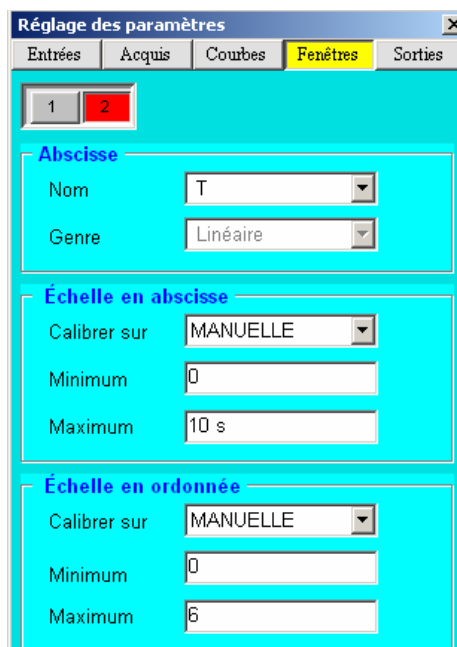 Réglage des paramètres
Entrées Acquis Courbes Fenêtres Sorties
1 2
Abscisse
Nom T
Genre Linéaire
Échelle en abscisse
Calibrer sur MANUELLE
Minimum 0
Maximum 10 s
Échelle en ordonnée
Calibrer sur MANUELLE
Minimum 0
Maximum 6